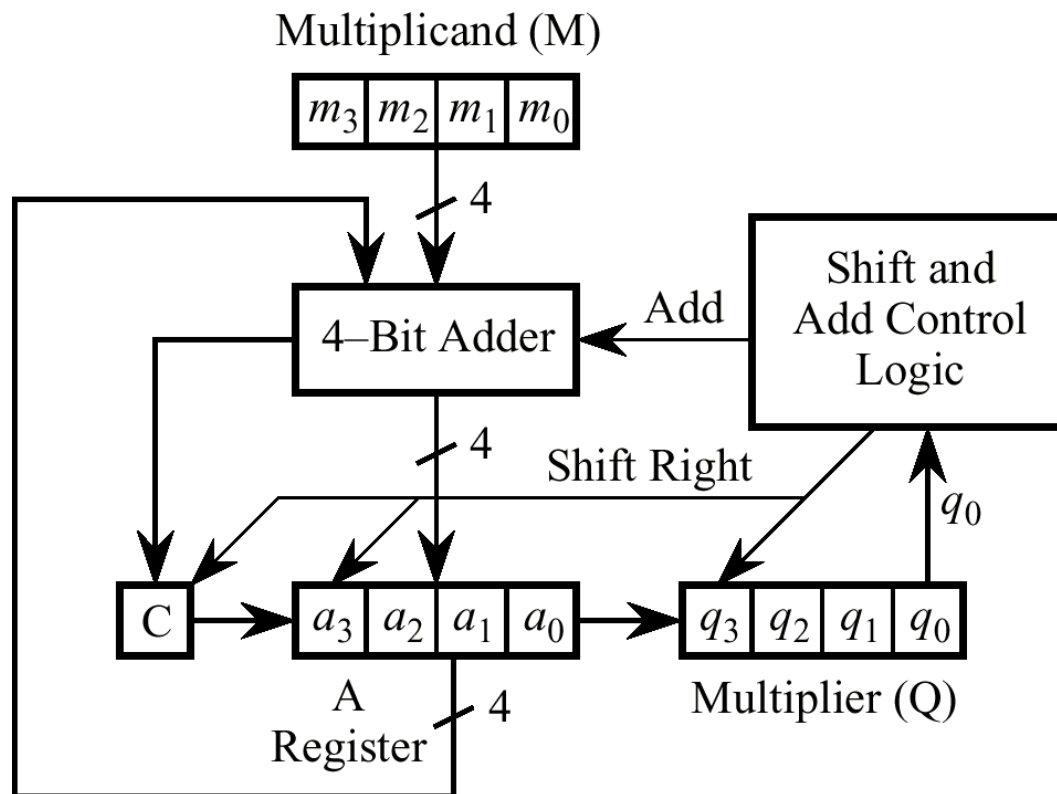 Multiplicand (M)
m3 m2 m1 m0
4
4–Bit Adder
Add
Shift and
Add Control
Logic
4
Shift Right
q0
C
a3 a2 a1 a0
q3 q2 q1 q0
A
Register
4
Multiplier (Q)